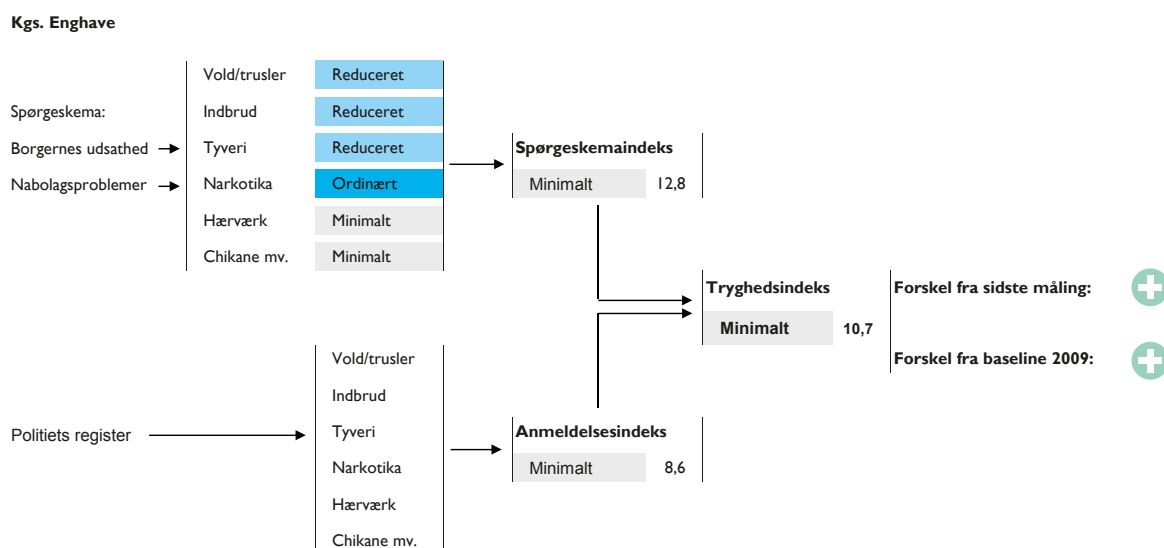 Kgs. Enghave
Vold/trusler Reduceret
Spørgeskema: Indbrud Reduceret
Borgernes udsathed Tyveri Reduceret
Nabolagsproblemer Narkotika Ordinært
Hærværk Minimalt
Chikane mv. Minimalt
Spørgeskemaindeks
Minimalt 12,8
Tryghedsindeks
Minimalt 10,7
Forskel fra sidste måling:
Forskel fra baseline 2009:
Politiets register
Vold/trusler
Indbrud
Tyveri
Narkotika
Hærværk
Chikane mv.
Anmeldelsesindeks
Minimalt 8,6